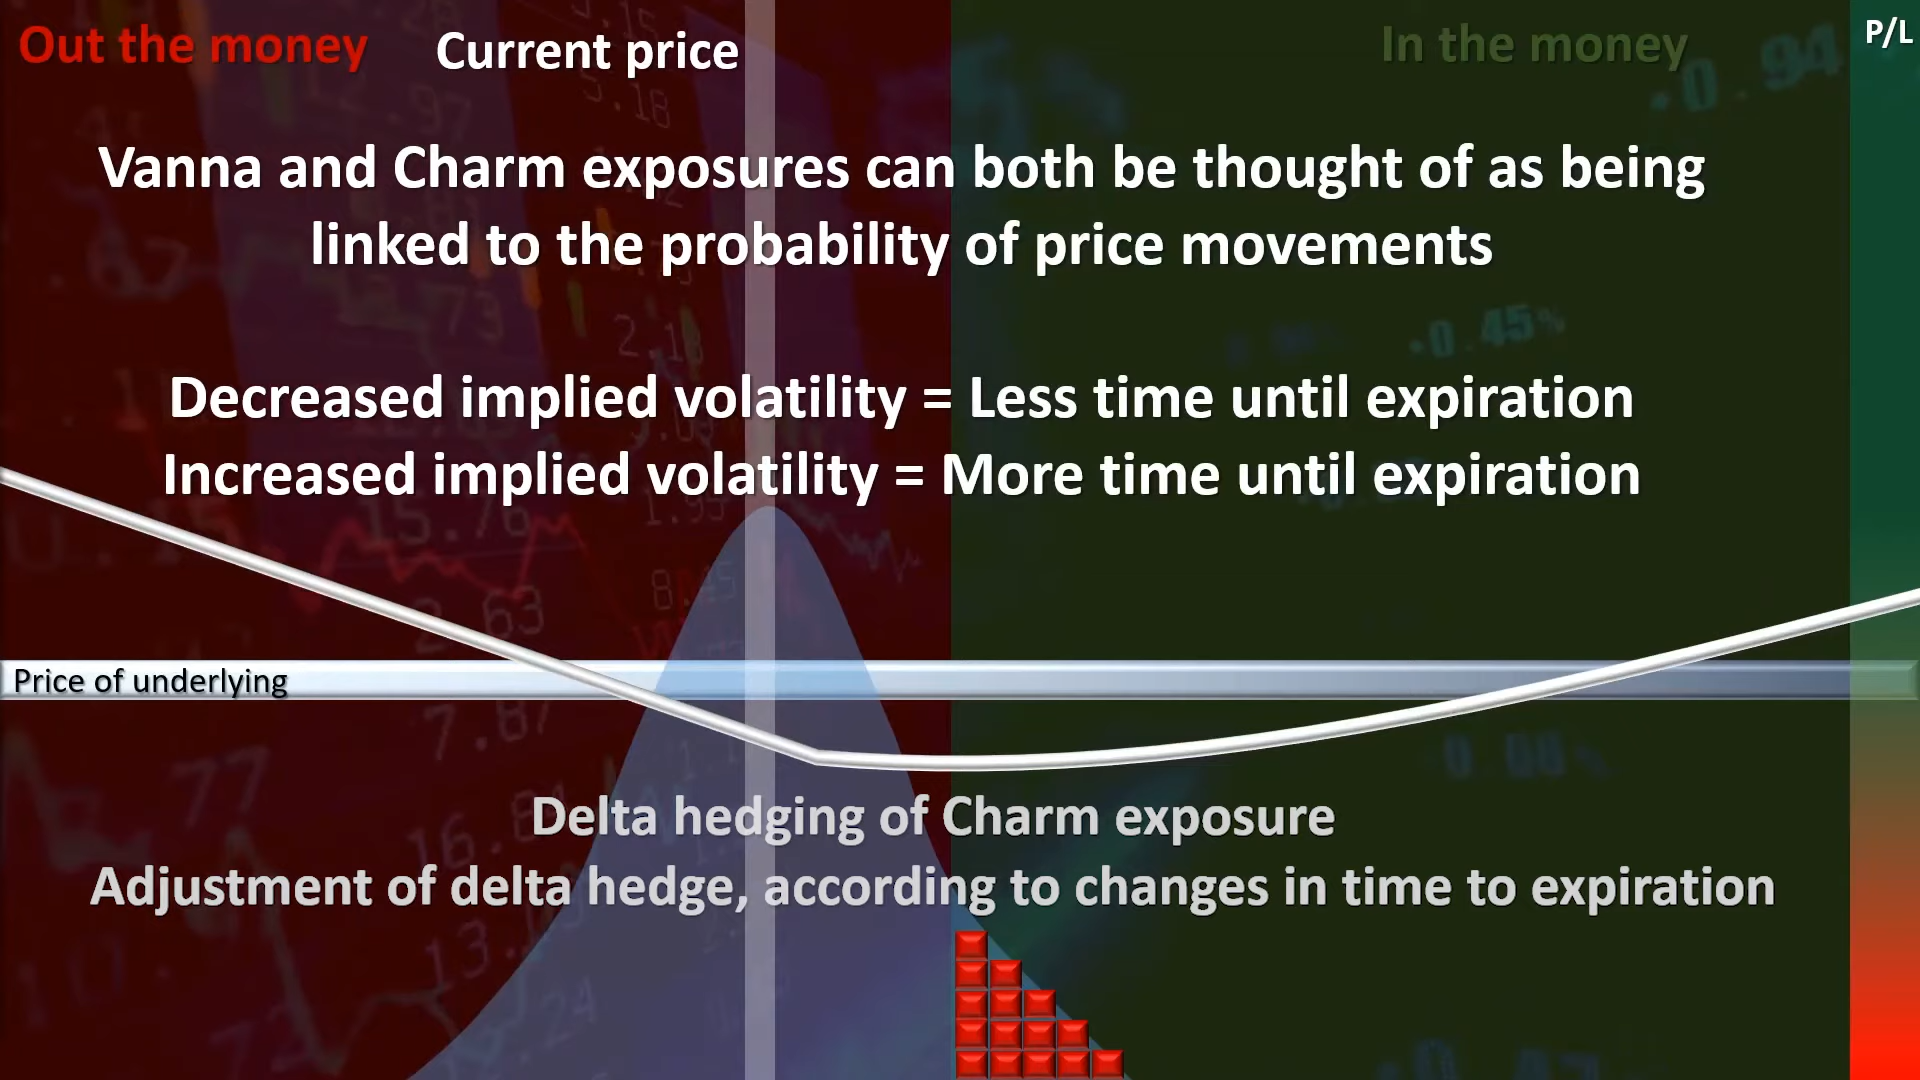 Out the money
Current price
In the money
P/L
Vanna and Charm exposures can both be thought of as being
linked to the probability of price movements
Decreased implied volatility = Less time until expiration
Increased implied volatility = More time until expiration
Price of underlying
Delta hedging of Charm exposure
Adjustment of delta hedge, according to changes in time to expiration